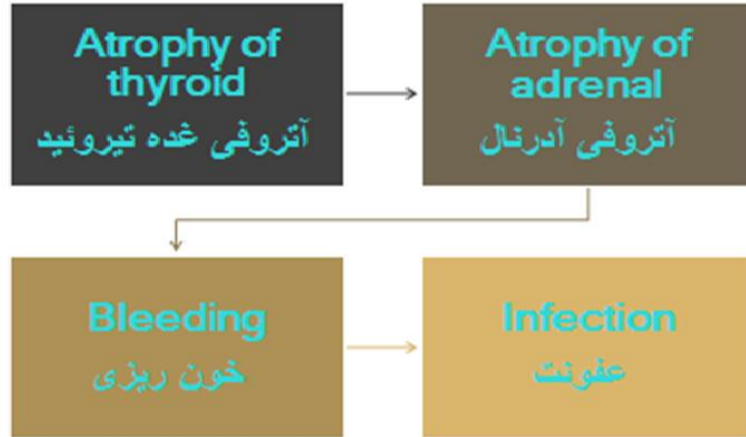 Atrophy of
thyroid
آتروفی غده تیروئید
Atrophy of
adrenal
آتروفی آدرنال
Bleeding
خون ریزی
Infection
عفونت